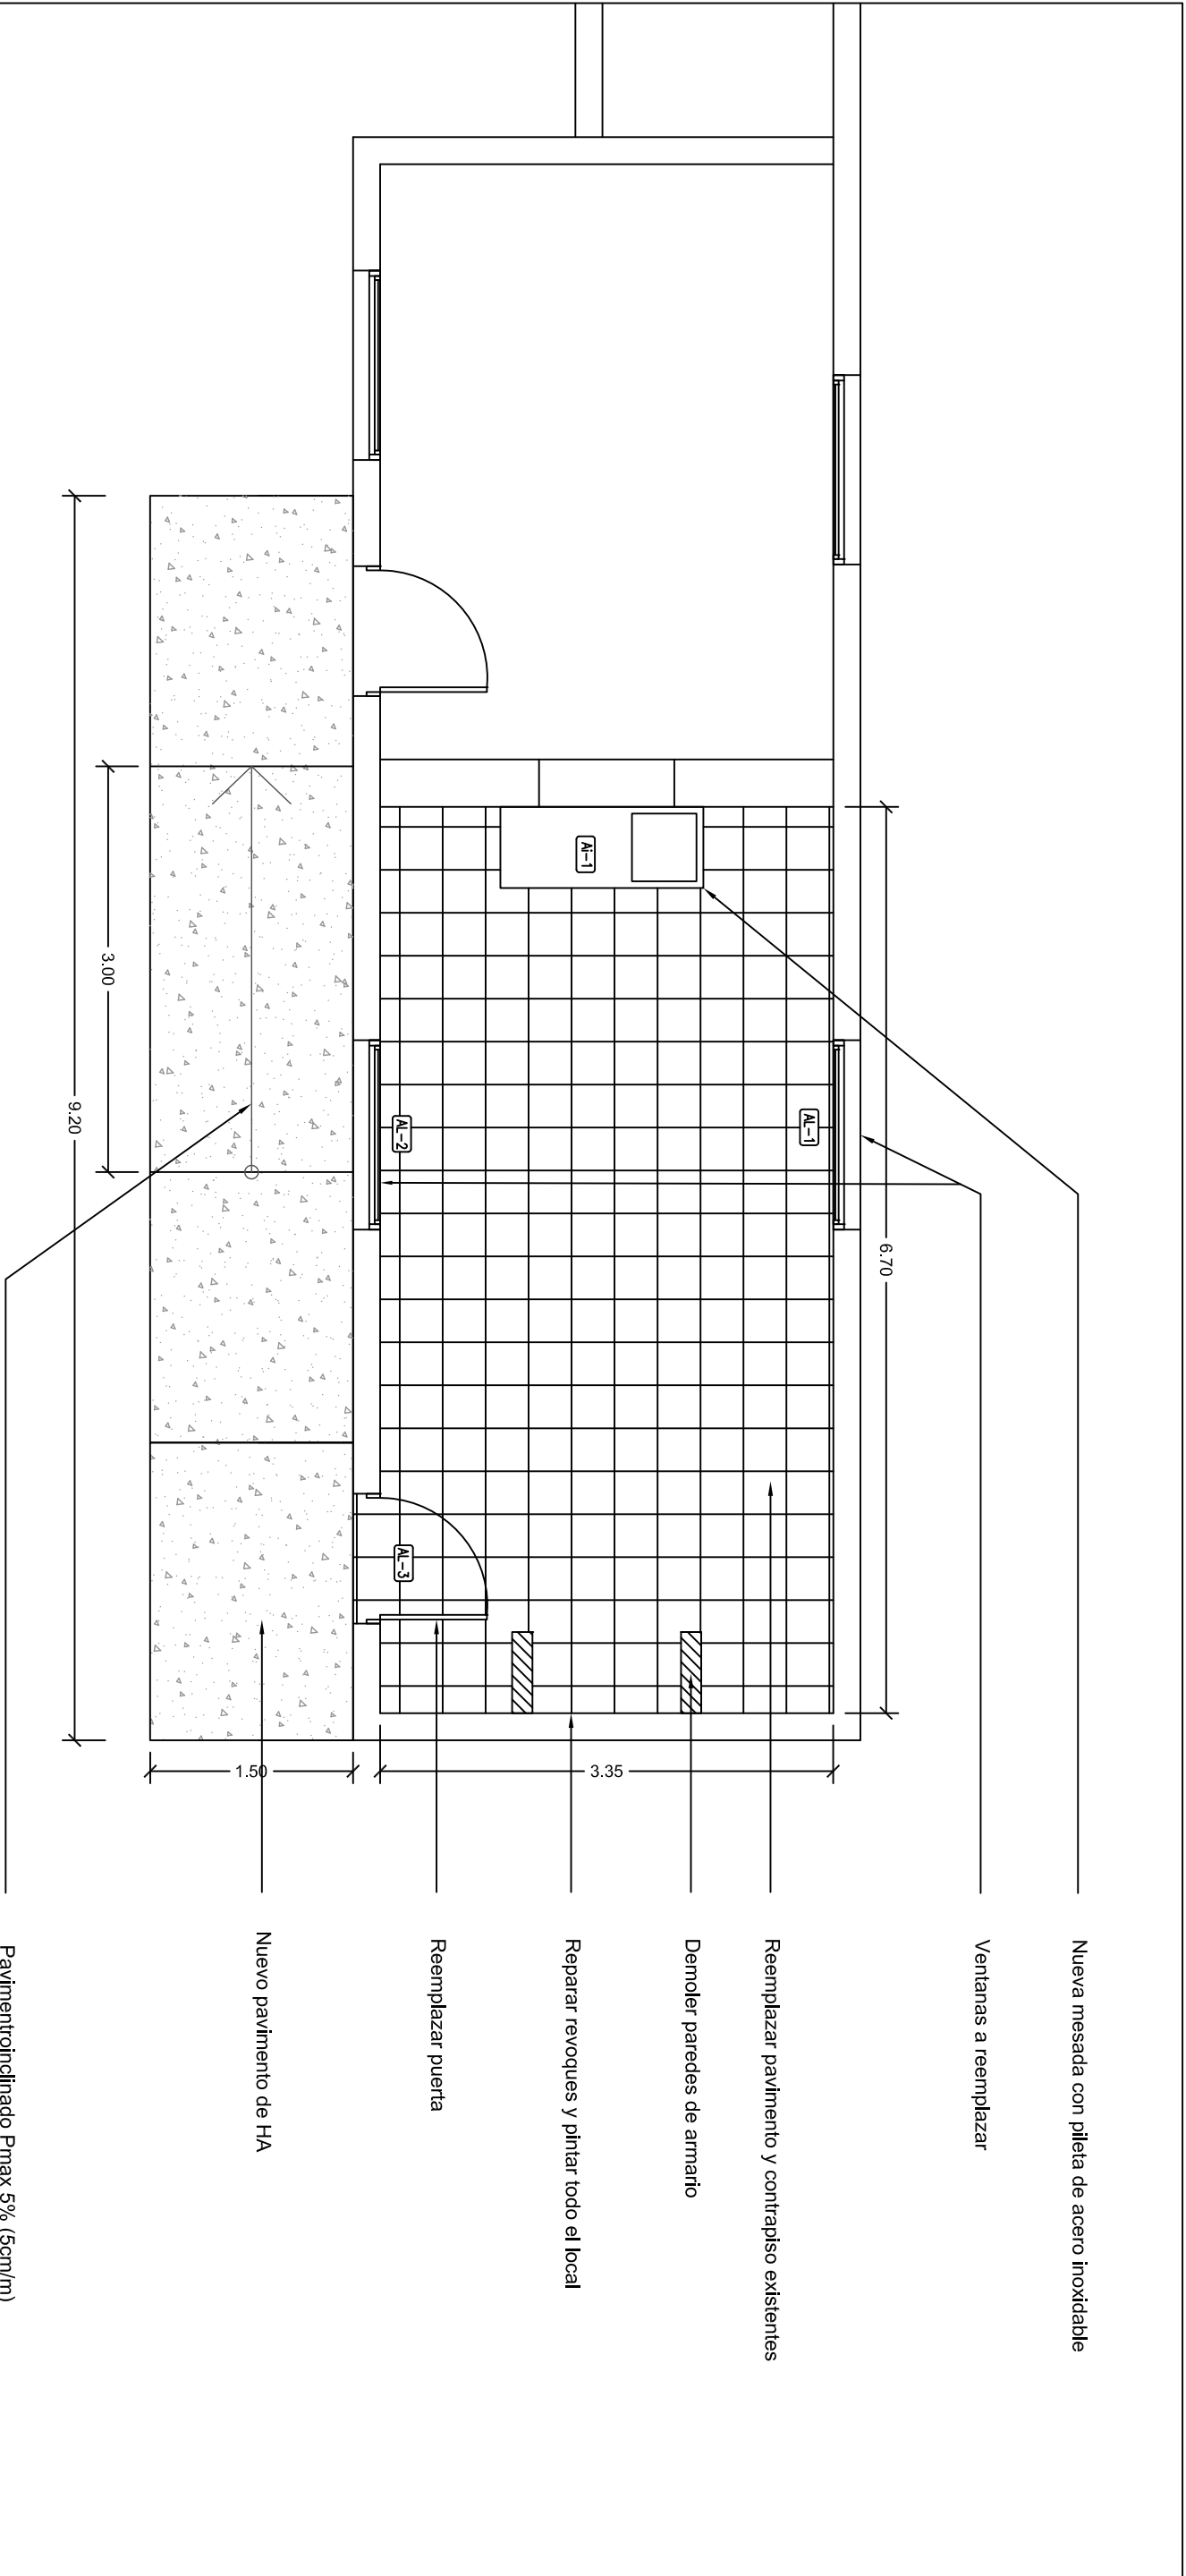 Nueva mesada con pileta de acero inoxidable
Ventanas a reemplazar
Reemplazar pavimento y contrapiso existentes
Demoler paredes de armario
Reparar revoques y pintar todo el local
Reemplazar puerta
Nuevo pavimento de HA
Pavimentroinclinado Pmax 5% (5cm/m)
6.70
AL-1
Ai-1
AL-2
AL-3
3.35
1.50
3.00
9.20